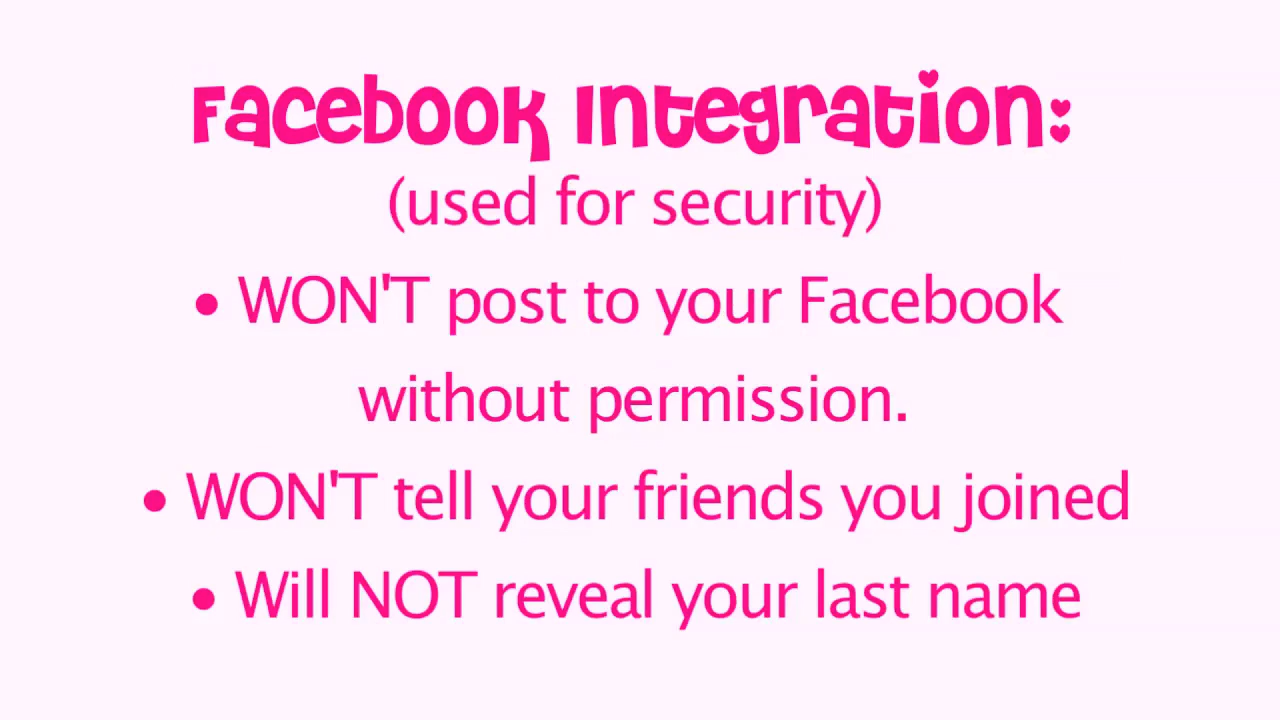 Facebook Integration:
(used for security)
• WON'T post to your Facebook
without permission.
• WON'T tell your friends you joined
• Will NOT reveal your last name